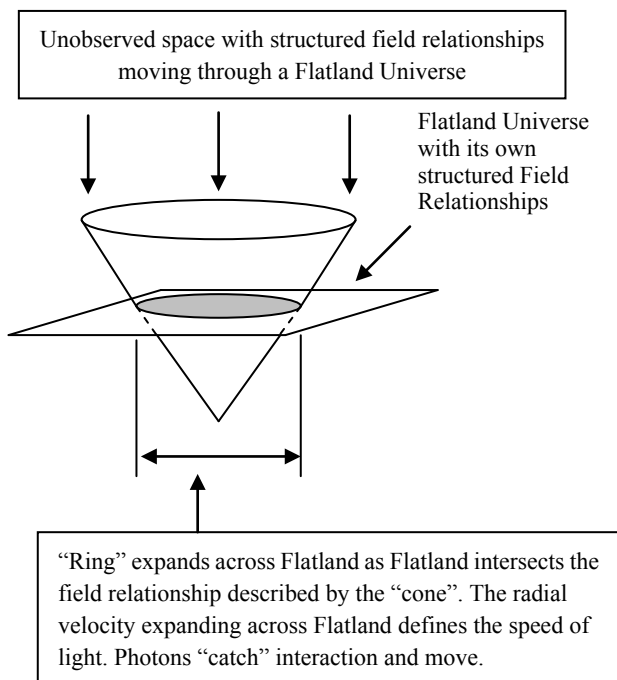 Unobserved space with structured field relationships
moving through a Flatland Universe
Flatland Universe
with its own
structured Field
Relationships
“Ring” expands across Flatland as Flatland intersects the
field relationship described by the “cone”. The radial
velocity expanding across Flatland defines the speed of
light. Photons “catch” interaction and move.